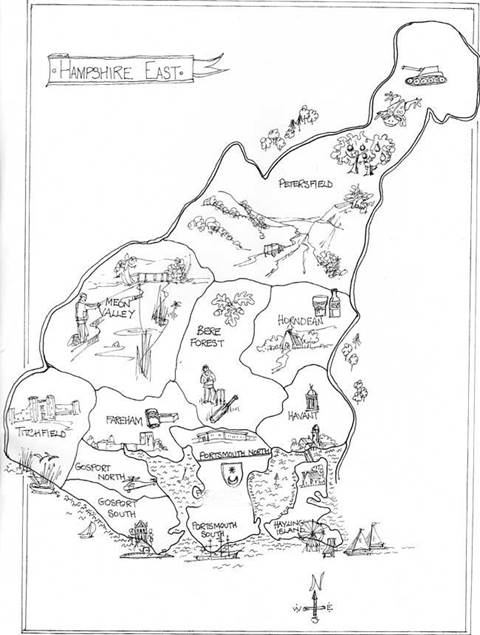 HAMPSHIRE EAST
PETERSFIELD
MEON
VALLEY
BERE
FOREST
HORNDEAN
TITCHFIELD
FAREHAM
HAVANT
PORTSMOUTH NORTH
GOSPORT
NORTH
GOSPORT
SOUTH
PORTSMOUTH
SOUTH
HAYLING
ISLAND
N
W E